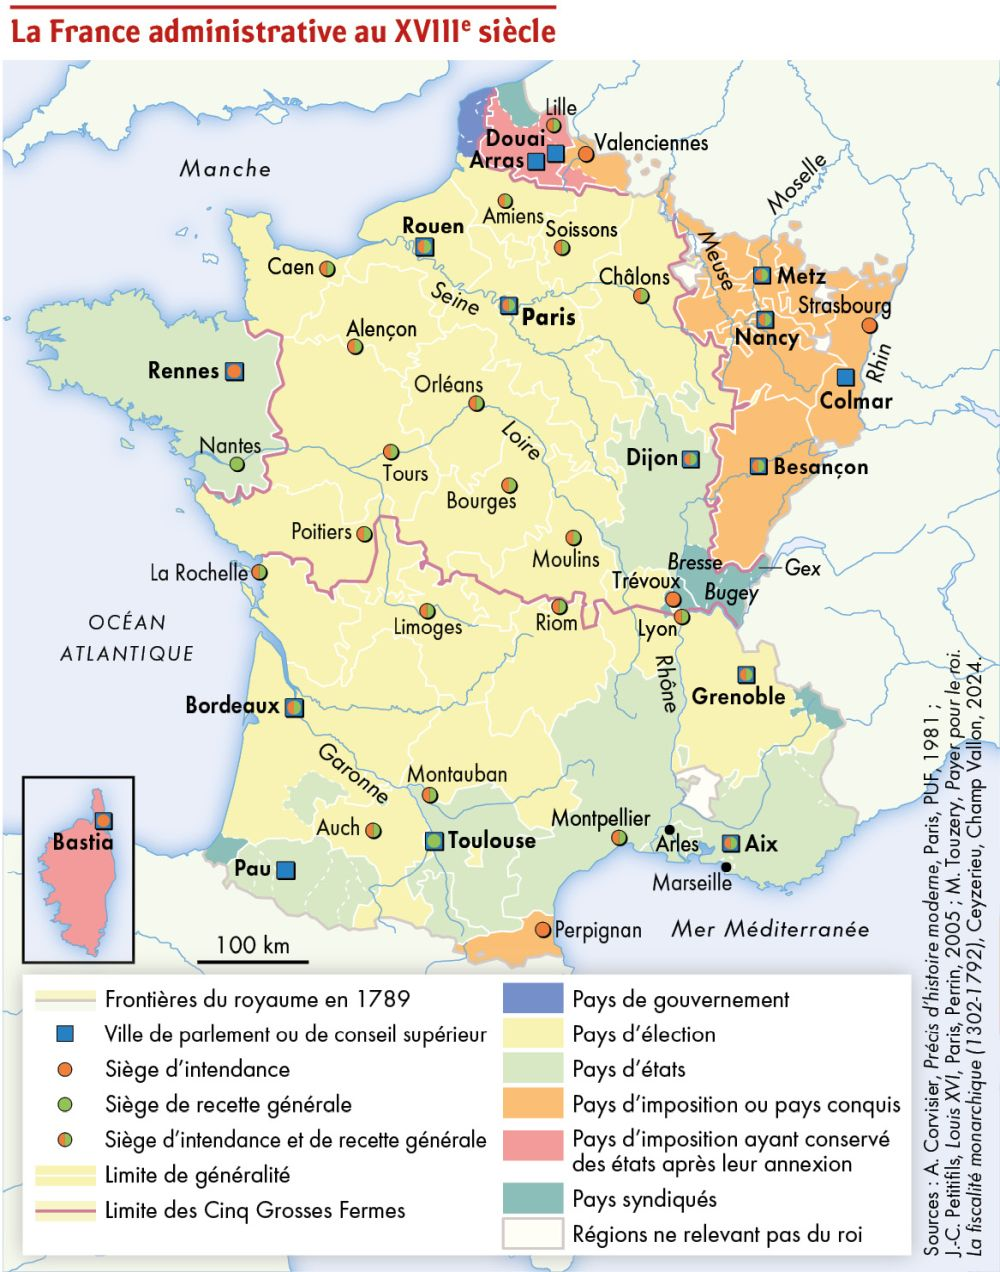 La France administrative au XVIIIe siècle
Manche
Lille
Douai
Arras
Valenciennes
Moselle
Amiens
Rouen
Soissons
Meuse
Caen
Châlons
Metz
Seine
Strasbourg
Paris
Alençon
Nancy
Rhin
Rennes
Orléans
Colmar
Loire
Nantes
Tours
Dijon
Besançon
Bourges
Poitiers
Moulins
Bresse
Gex
La Rochelle
Trévoux
Bugey
OCÉAN
ATLANTIQUE
Limoges
Riom
Lyon
Rhône
Grenoble
Bordeaux
Garonne
Montauban
Auch
Montpellier
Bastia
Toulouse
Arles
Aix
Pau
Marseille
Perpignan
Mer Méditerranée
100 km
Frontières du royaume en 1789
Ville de parlement ou de conseil supérieur
Siège d'intendance
Siège de recette générale
Siège d'intendance et de recette générale
Limite de généralité
Limite des Cinq Grosses Fermes
Pays de gouvernement
Pays d'élection
Pays d'états
Pays d'imposition ou pays conquis
Pays d'imposition ayant conservé
des états après leur annexion
Pays syndiqués
Régions ne relevant pas du roi
Sources : A. Corvisier, Précis d'histoire moderne, Paris, PUF, 1981 ;
J.-C. Petitfils, Louis XVI, Paris, Perrin, 2005 ; M. Touzery, Payer pour le roi.
La fiscalité monarchique (1302-1792), Ceyzerieu, Champ Vallon, 2024.